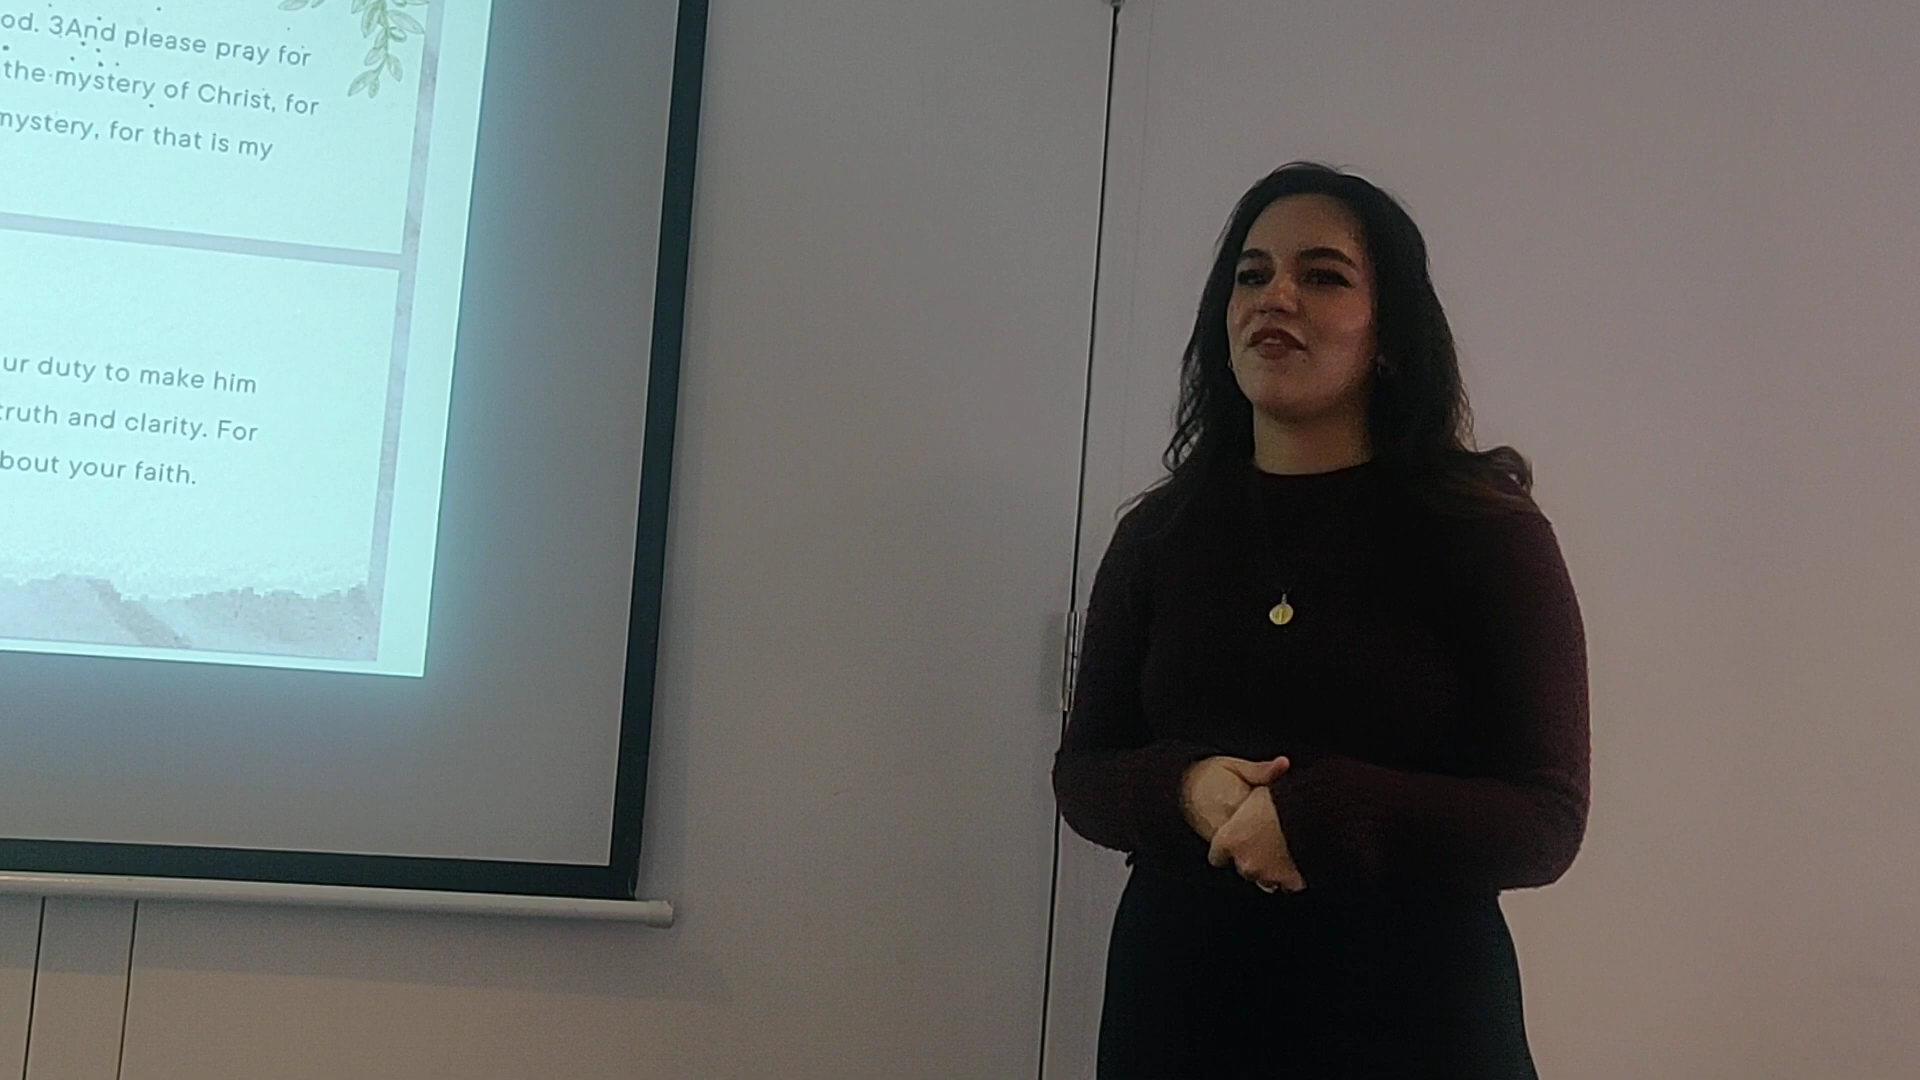 od. 3And please pray for
the mystery of Christ, for
mystery, for that is my
ur duty to make him
truth and clarity. For
bout your faith.